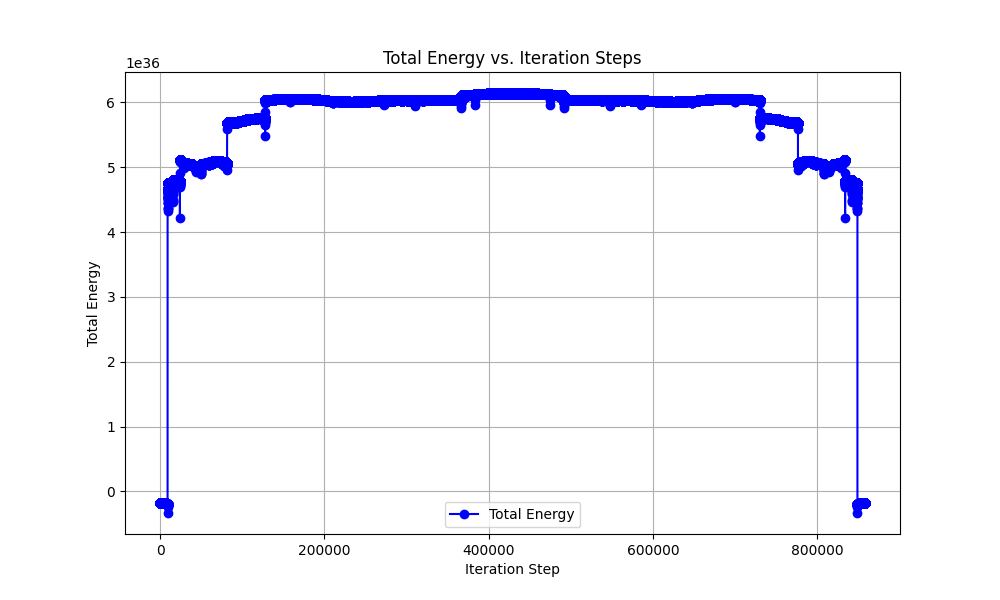 Total Energy vs. Iteration Steps
1e36
6
5
4
3
2
1
0
Total Energy
Total Energy
0 200000 400000 600000 800000
Iteration Step